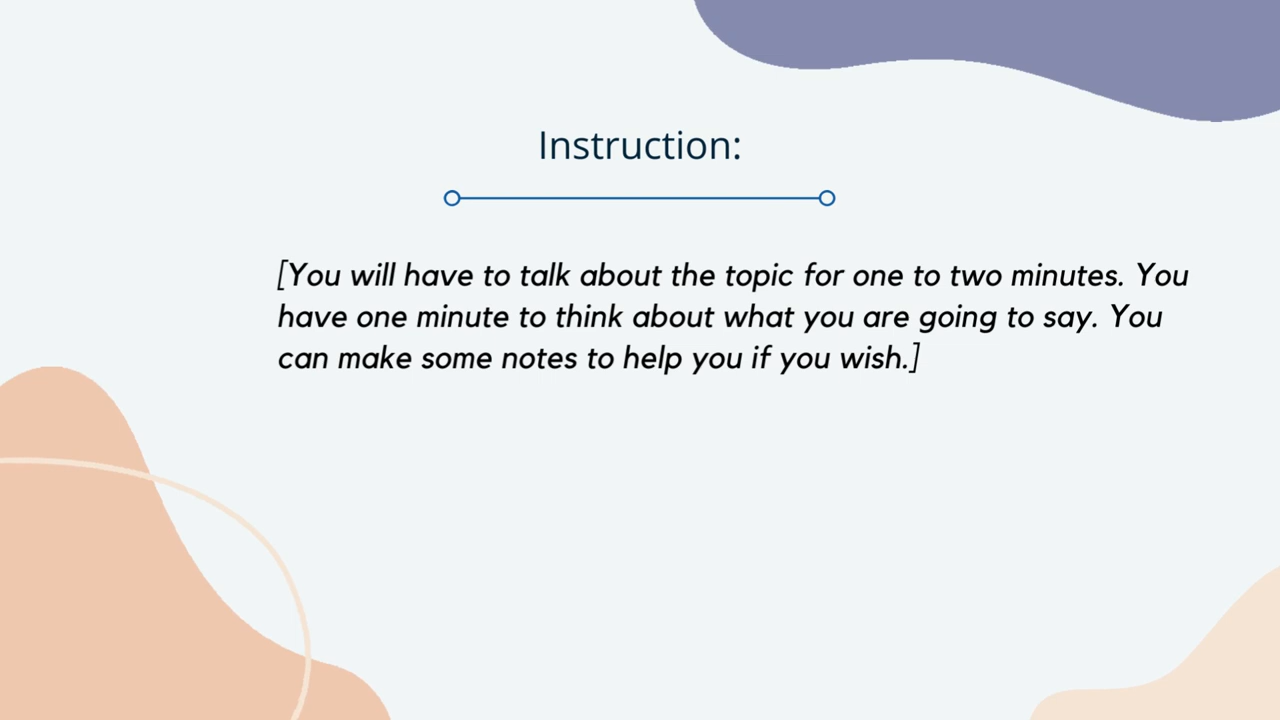 Instruction:
[You will have to talk about the topic for one to two minutes. You
have one minute to think about what you are going to say. You
can make some notes to help you if you wish.]